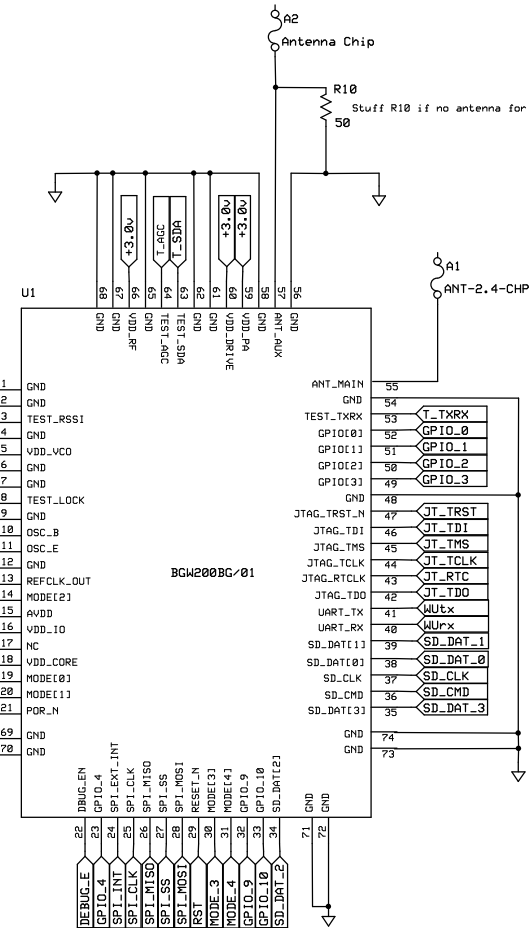 A2
Antenna Chip
R10
Stuff R10 if no antenna for
50
+3.0v
T_AGC
T_SDA
+3.0v
+3.0v
A1
ANT-2.4-CHP
U1
68 67 66 65 64 63 62 61 60 59 58 57 56
GND
GND
VDD_RF
GND
TEST_AGC
TEST_SDA
GND
GND
VDD_DRIVE
VDD_PA
GND
ANT_AUX
GND
1 GND
2 GND
3 TEST_RSSI
4 GND
5 VDD_VCO
6 GND
7 GND
8 TEST_LOCK
9 GND
10 OSC_B
11 OSC_E
12 GND
13 REFCLK_OUT
14 MODE[2]
15 AVDD
16 VDD_IO
17 NC
18 VDD_CORE
19 MODE[0]
20 MODE[1]
21 POR_N
69 GND
70 GND
BGW200BG/01
ANT_MAIN 55
GND 54
TEST_TXRX 53 T_TXRX
GPIO[0] 52 GPIO_0
GPIO[1] 51 GPIO_1
GPIO[2] 50 GPIO_2
GPIO[3] 49 GPIO_3
GND 48
JTAG_TRST_N 47 JT_TRST
JTAG_TDI 46 JT_TDI
JTAG_TMS 45 JT_TMS
JTAG_TCLK 44 JT_TCLK
JTAG_RTCLK 43 JT_RTC
JTAG_TDO 42 JT_TDO
UART_TX 41 WUtx
UART_RX 40 WUrx
SD_DAT[1] 39 SD_DAT_1
SD_DAT[0] 38 SD_DAT_0
SD_CLK 37 SD_CLK
SD_CMD 36 SD_CMD
SD_DAT[3] 35 SD_DAT_3
GND 74
GND 73
DBUG_EN 22 DEBUG_E
GPIO_4 23 GPIO_4
SPI_EXT_INT 24 SPI_INT
SPI_CLK 25 SPI_CLK
SPI_MISO 26 SPI_MISO
SPI_SS 27 SPI_SS
SPI_MOSI 28 SPI_MOSI
RESET_N 29 RST
MODE[3] 30 MODE_3
MODE[4] 31 MODE_4
GPIO_9 32 GPIO_9
GPIO_10 33 GPIO_10
SD_DAT[2] 34 SD_DAT_2
GND 71
GND 72